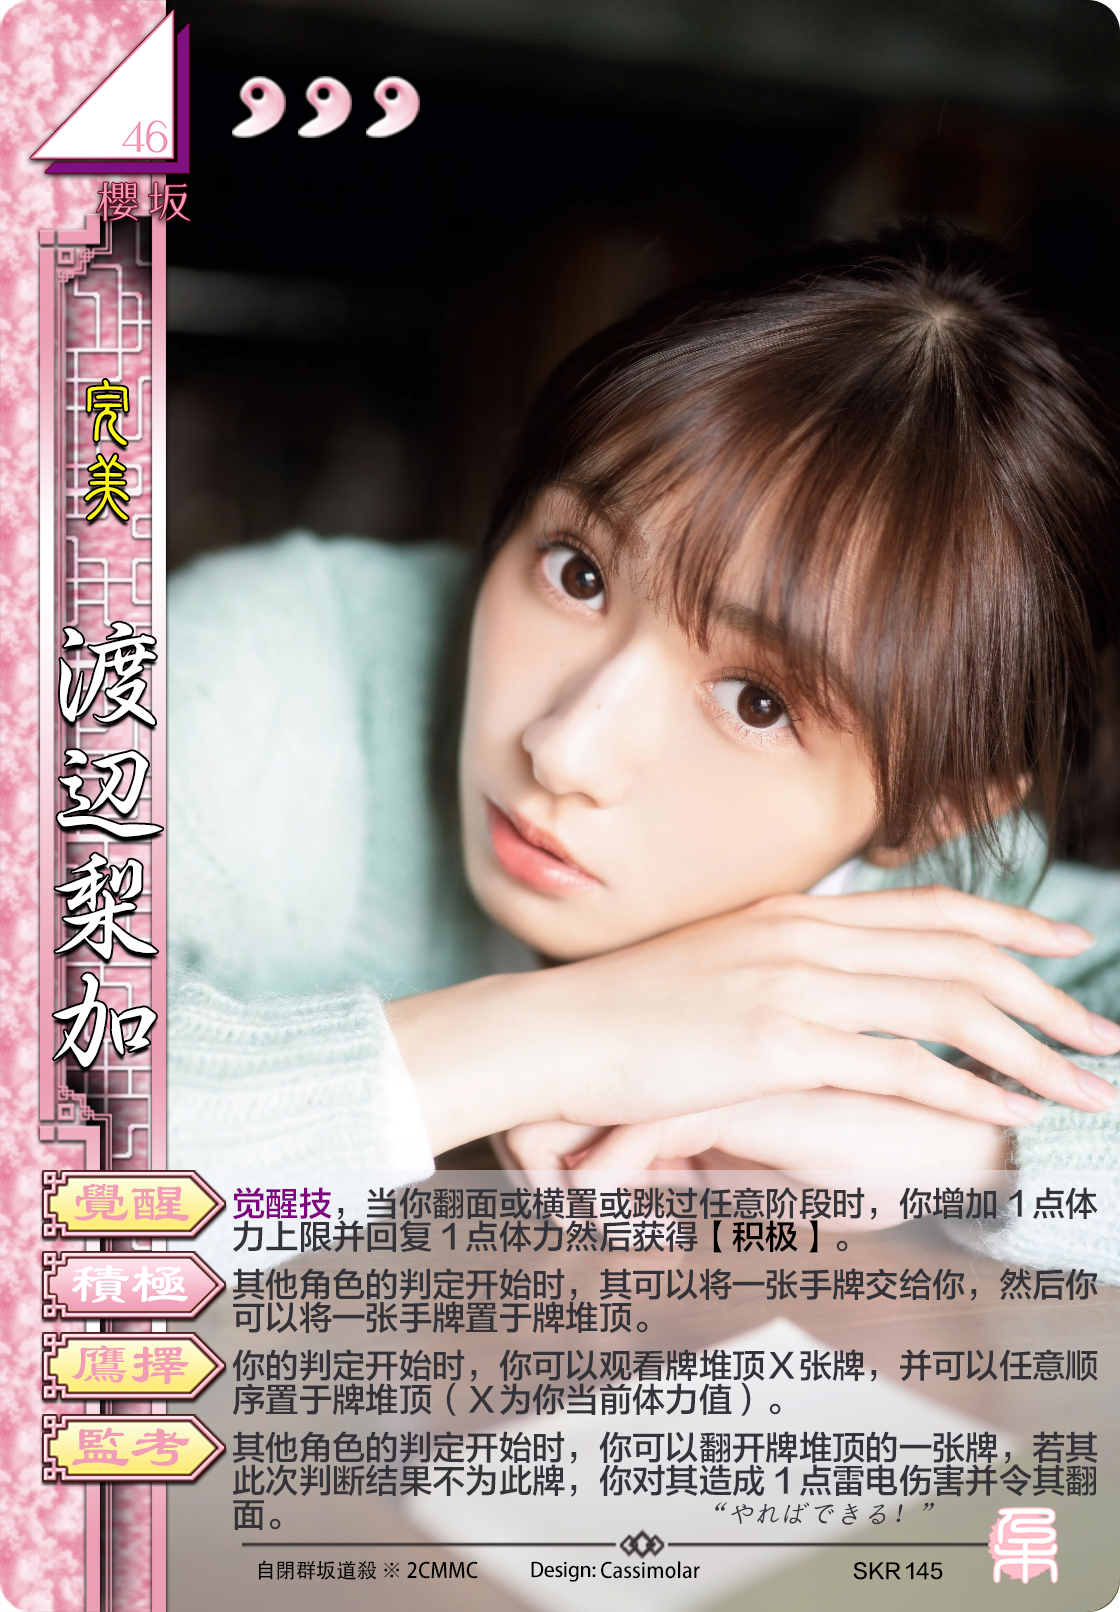 46
櫻坂
完美
渡辺梨加
覺醒
觉醒技，当你翻面或横置或跳过任意阶段时，你增加1点体
力上限并回复1点体力然后获得【积极】。
積極
其他角色的判定开始时，其可以将一张手牌交给你，然后你
可以将一张手牌置于牌堆顶。
鷹擇
你的判定开始时，你可以观看牌堆顶X张牌，并可以任意顺
序置于牌堆顶（X为你当前体力值）。
監考
其他角色的判定开始时，你可以翻开牌堆顶的一张牌，若其
此次判断结果不为此牌，你对其造成1点雷电伤害并令其翻
面。
“やればできる！”
自閉群坂道殺 ※ 2CMMC Design: Cassimolar SKR145